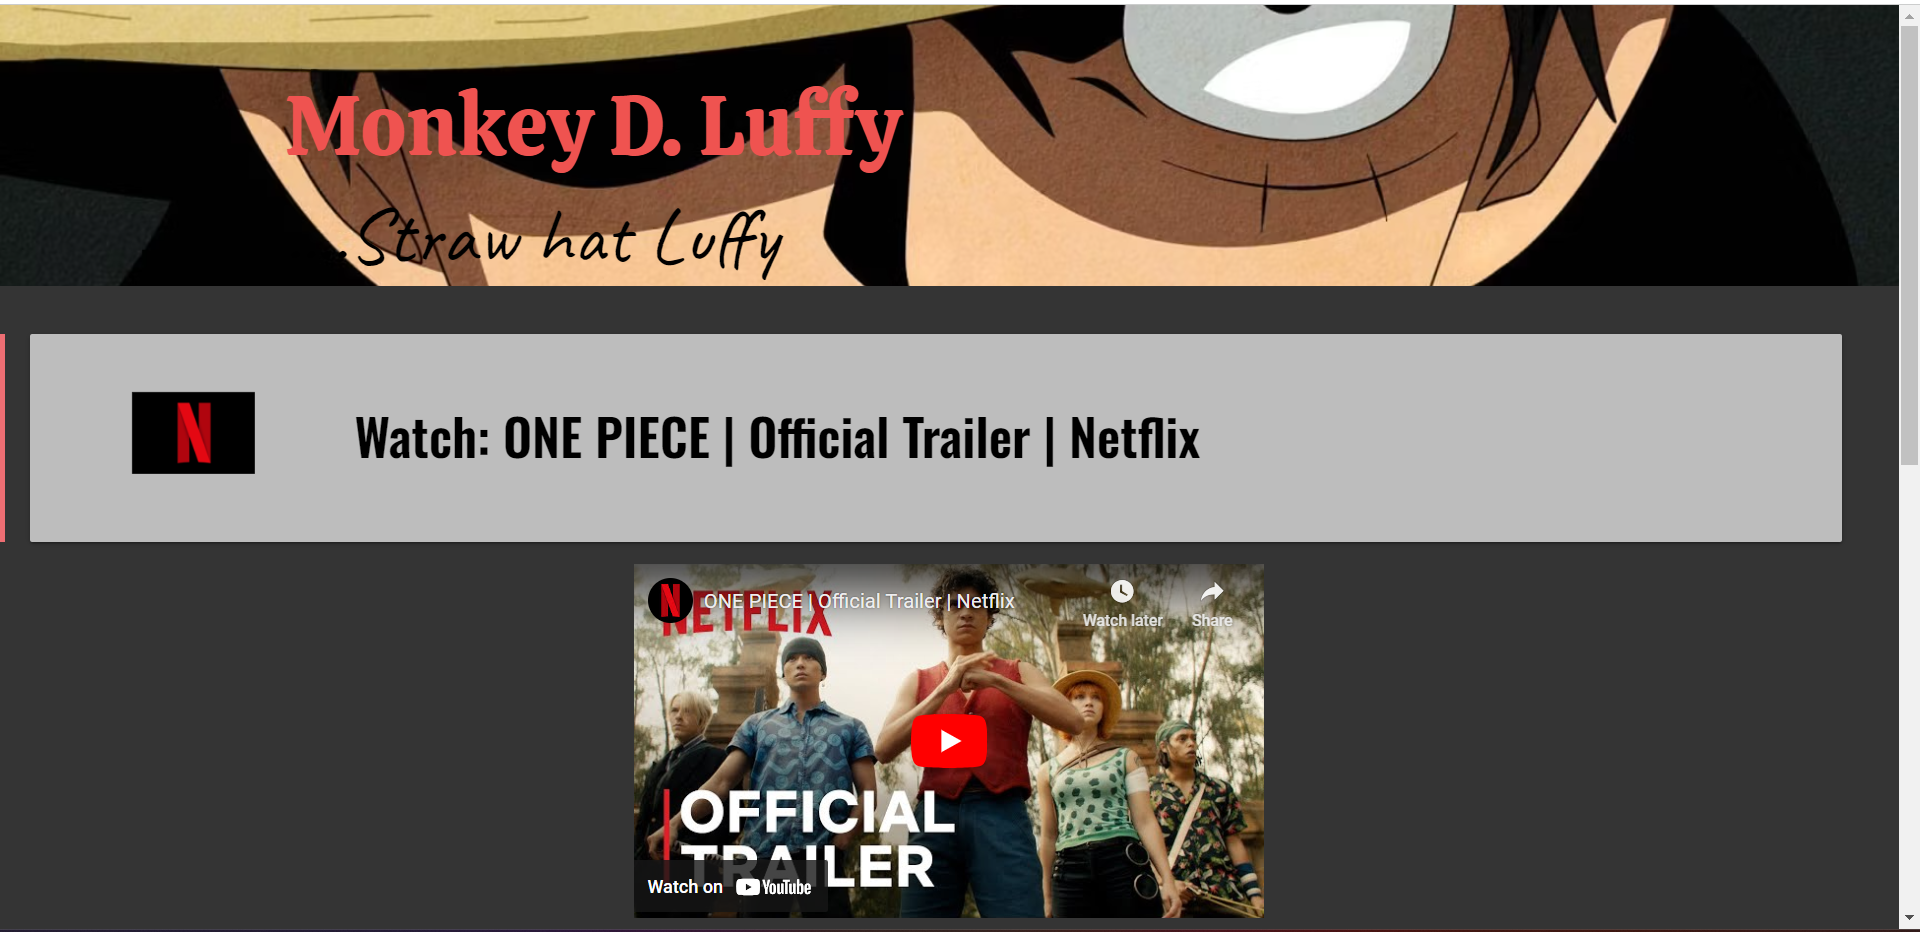 Monkey D. Luffy
..Straw hat Luffy
N
Watch: ONE PIECE | Official Trailer | Netflix
N
ONE PIECE | Official Trailer | Netflix
NETFLIX
Watch later
Share
OFFICIAL
TRAILER
Watch on YouTube